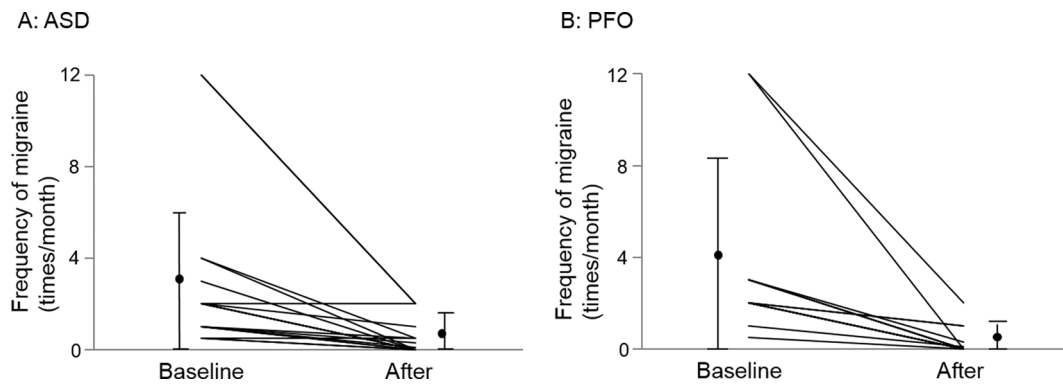 A: ASD
Frequency of migraine
(times/month)
12
8
4
0
Baseline
After
B: PFO
Frequency of migraine
(times/month)
12
8
4
0
Baseline
After